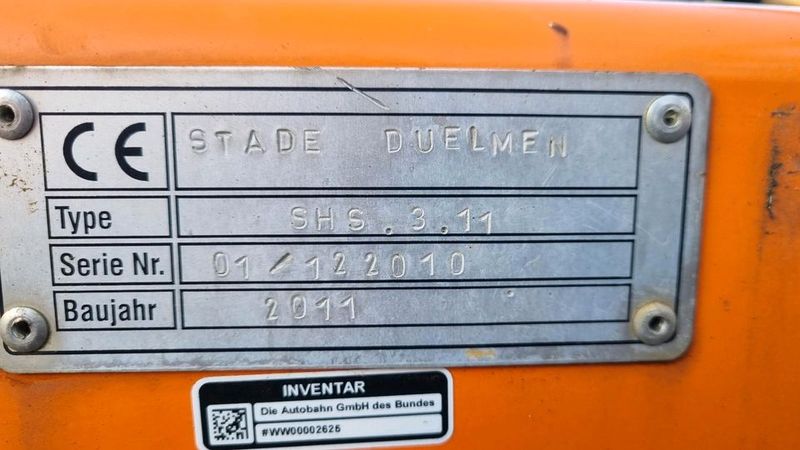 CE STADE DUELMEN
Type SHS.3.11
Serie Nr. 01/122010
Baujahr 2011
INVENTAR
Die Autobahn GmbH des Bundes
#WW00002625